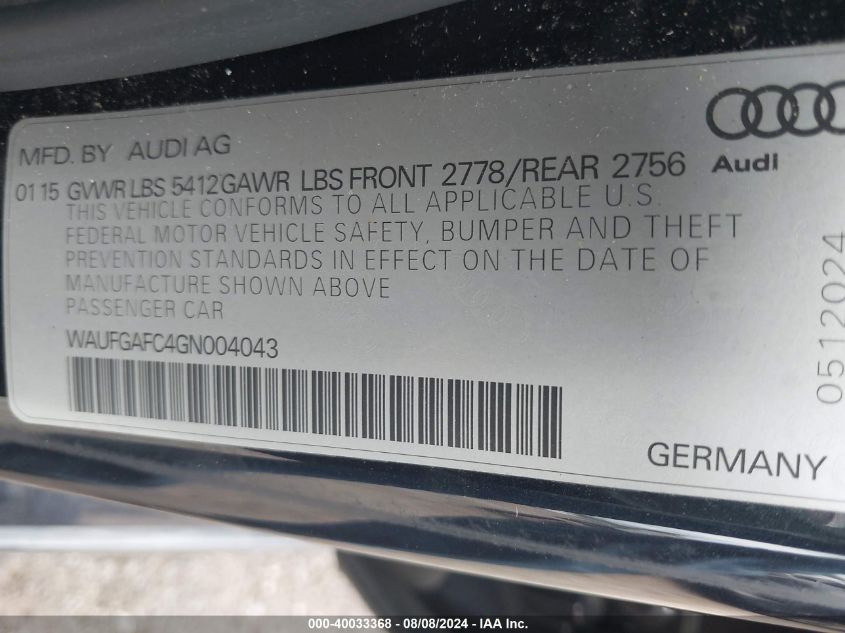 MFD. BY AUDI AG
Audi
01 15 GVWR LBS 5412GAWR LBS FRONT 2778/REAR 2756
THIS VEHICLE CONFORMS TO ALL APPLICABLE U.S.
FEDERAL MOTOR VEHICLE SAFETY, BUMPER AND THEFT
PREVENTION STANDARDS IN EFFECT ON THE DATE OF
MANUFACTURE SHOWN ABOVE
PASSENGER CAR
WAUFGAFC4GN004043
0512024
GERMANY
000-40033368 - 08/08/2024 - IAA Inc.